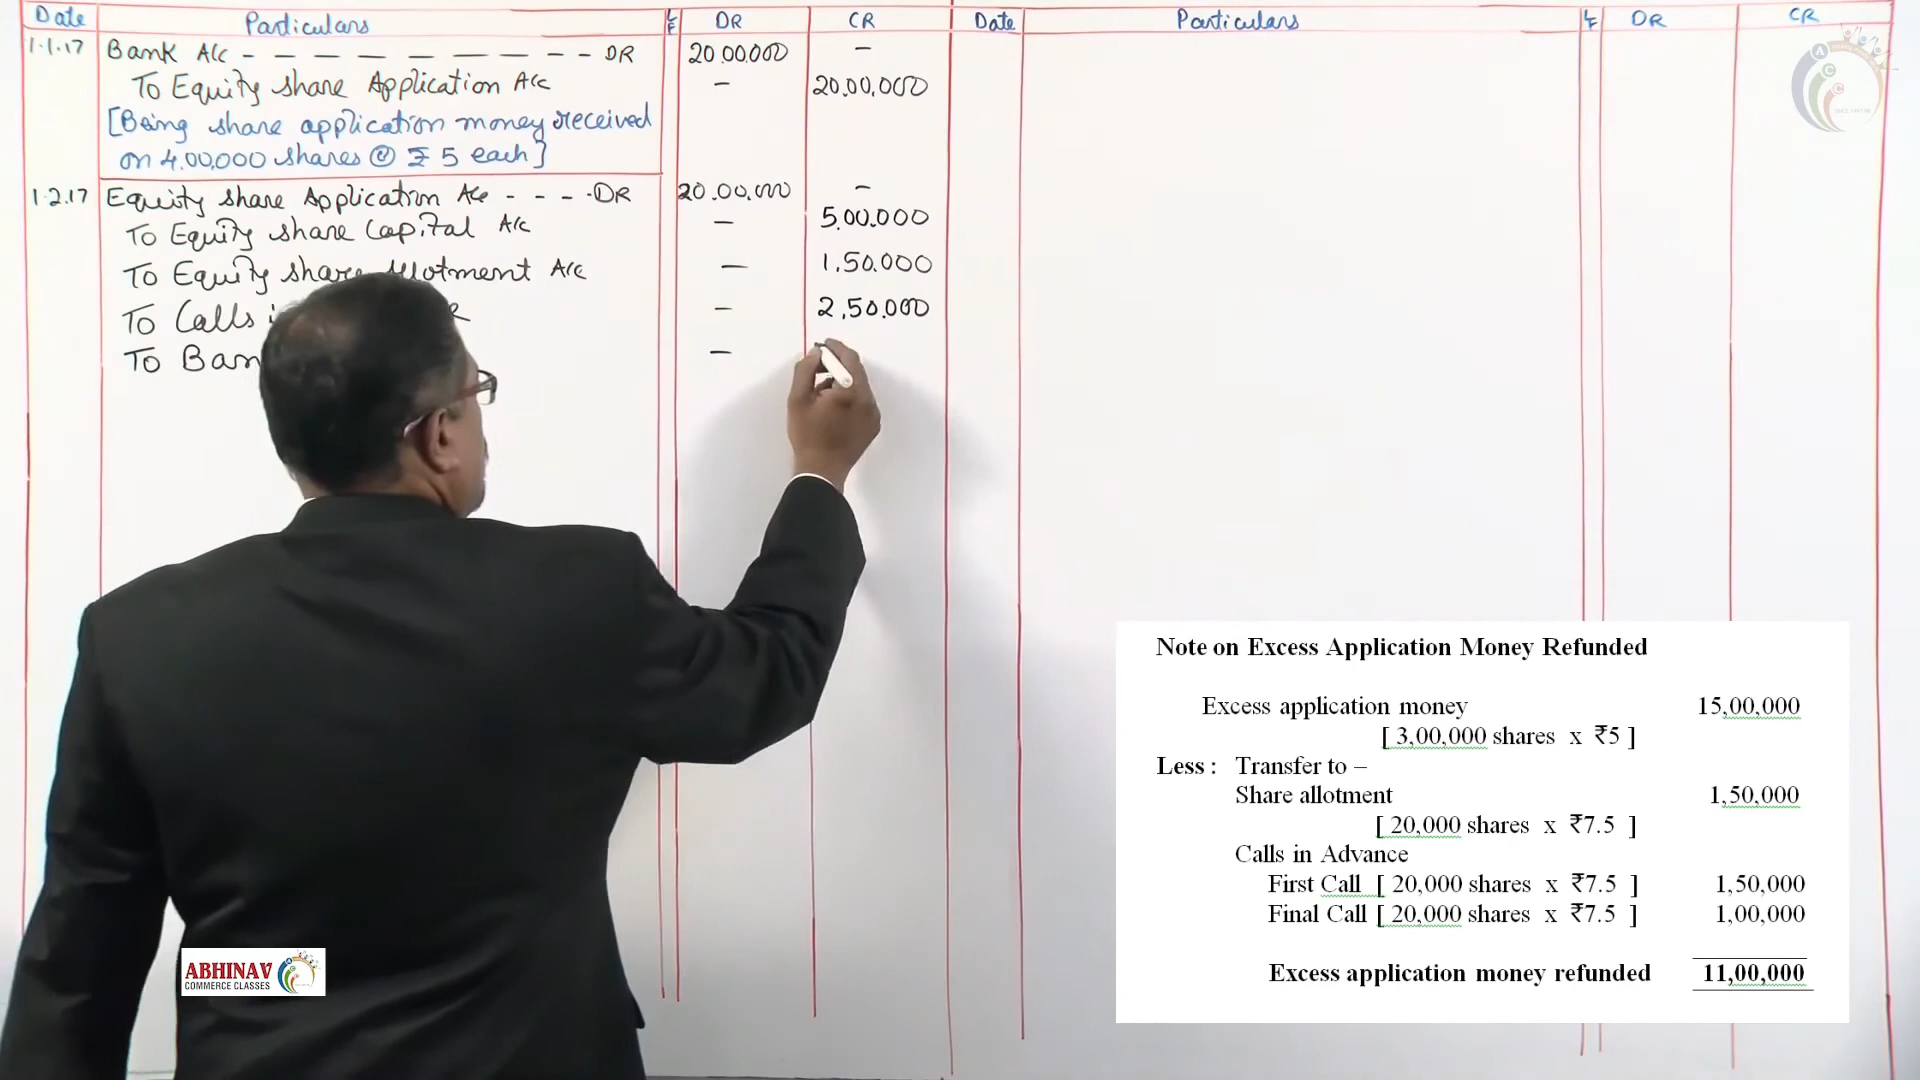 Date Particulars LF DR CR Date Particulars LF DR CR
1.1.17 Bank A/c - - - - - - - - - DR 20,00,000 -
To Equity share Application A/c - 20,00,000
[Being share application money received
on 4,00,000 shares @ ₹ 5 each]
1.2.17 Equity share Application A/c - - - - DR 20,00,000 -
To Equity share Capital A/c - 5,00,000
To Equity share Allotment A/c - 1,50,000
To Calls - 2,50,000
To Ban -
Note on Excess Application Money Refunded
Excess application money 15,00,000
[ 3,00,000 shares x ₹5 ]
Less : Transfer to –
Share allotment 1,50,000
[ 20,000 shares x ₹7.5 ]
Calls in Advance
First Call [ 20,000 shares x ₹7.5 ] 1,50,000
Final Call [ 20,000 shares x ₹7.5 ] 1,00,000
Excess application money refunded 11,00,000
ABHINAV
COMMERCE CLASSES